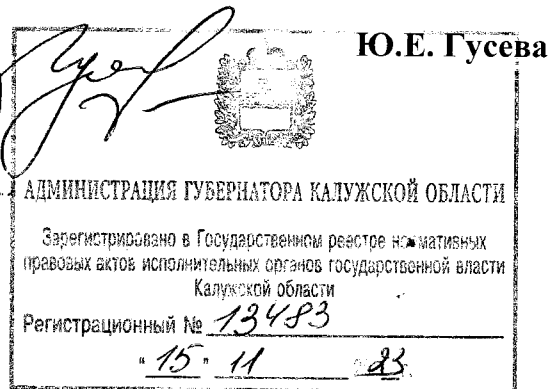 Ю.Е. Гусева
АДМИНИСТРАЦИЯ ГУБЕРНАТОРА КАЛУЖСКОЙ ОБЛАСТИ
Зарегистрировано в Государственном реестре нормативных
правовых актов исполнительных органов государственной власти
Калужской области
Регистрационный № 13483
"15" 11 23